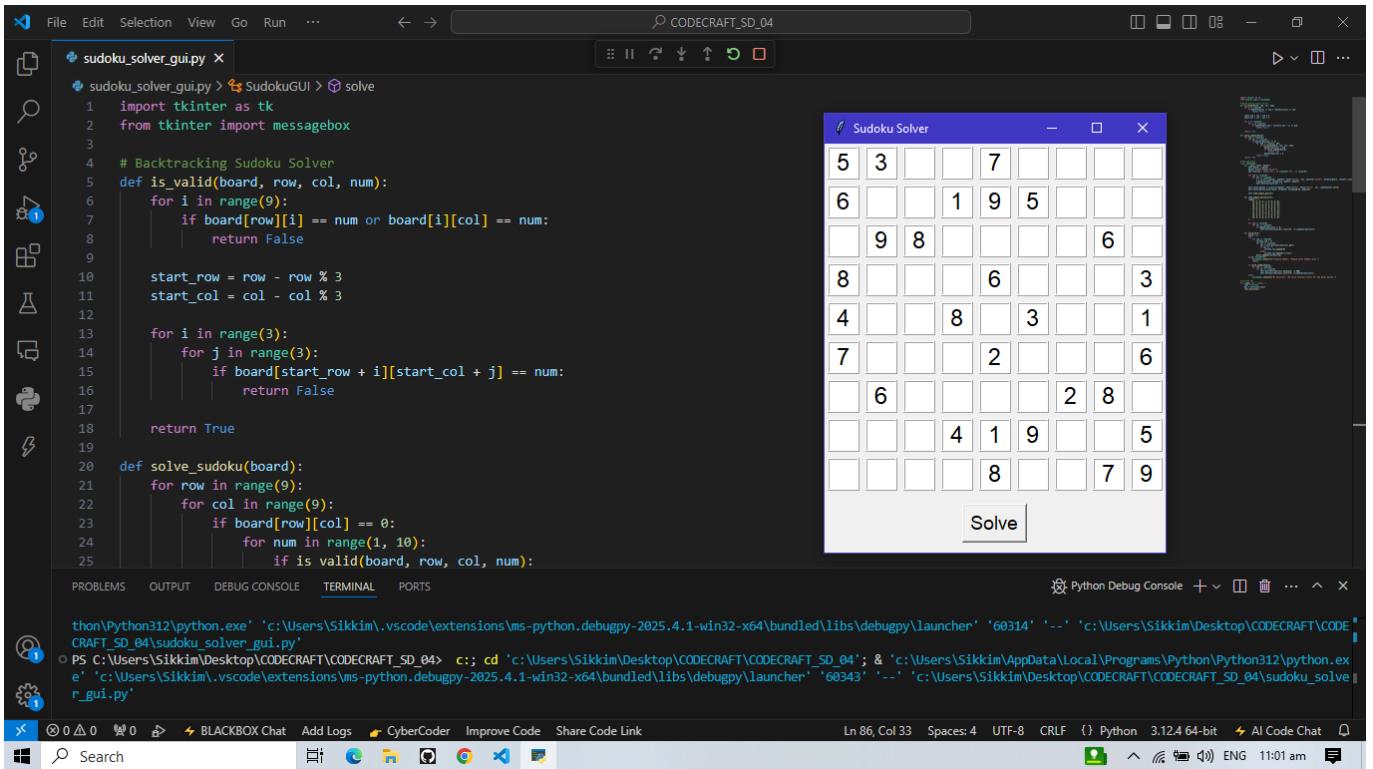 File Edit Selection View Go Run ··· ← → CODECRAFT_SD_04
sudoku_solver_gui.py ×
sudoku_solver_gui.py > SudokuGUI > solve
1 import tkinter as tk
2 from tkinter import messagebox
3
4 # Backtracking Sudoku Solver
5 def is_valid(board, row, col, num):
6 for i in range(9):
7 if board[row][i] == num or board[i][col] == num:
8 return False
9
10 start_row = row - row % 3
11 start_col = col - col % 3
12
13 for i in range(3):
14 for j in range(3):
15 if board[start_row + i][start_col + j] == num:
16 return False
17
18 return True
19
20 def solve_sudoku(board):
21 for row in range(9):
22 for col in range(9):
23 if board[row][col] == 0:
24 for num in range(1, 10):
25 if is_valid(board, row, col, num):
Sudoku Solver
5 3 7
6 1 9 5
9 8 6
8 6 3
4 8 3 1
7 2 6
6 2 8
4 1 9 5
8 7 9
Solve
1
1
1
PROBLEMS OUTPUT DEBUG CONSOLE TERMINAL PORTS Python Debug Console
thon\Python312\python.exe' 'c:\Users\Sikkim\.vscode\extensions\ms-python.debugpy-2025.4.1-win32-x64\bundled\libs\debugpy\launcher' '60314' '--' 'c:\Users\Sikkim\Desktop\CODECRAFT\CODE
CRAFT_SD_04\sudoku_solver_gui.py'
PS C:\Users\Sikkim\Desktop\CODECRAFT\CODECRAFT_SD_04> c:; cd 'c:\Users\Sikkim\Desktop\CODECRAFT\CODECRAFT_SD_04'; & 'c:\Users\Sikkim\AppData\Local\Programs\Python\Python312\python.ex
e' 'c:\Users\Sikkim\.vscode\extensions\ms-python.debugpy-2025.4.1-win32-x64\bundled\libs\debugpy\launcher' '60343' '--' 'c:\Users\Sikkim\Desktop\CODECRAFT\CODECRAFT_SD_04\sudoku_solve
r_gui.py'
0 0 0 BLACKBOX Chat Add Logs CyberCoder Improve Code Share Code Link Ln 86, Col 33 Spaces: 4 UTF-8 CRLF {} Python 3.12.4 64-bit AI Code Chat
Search ENG 11:01 am